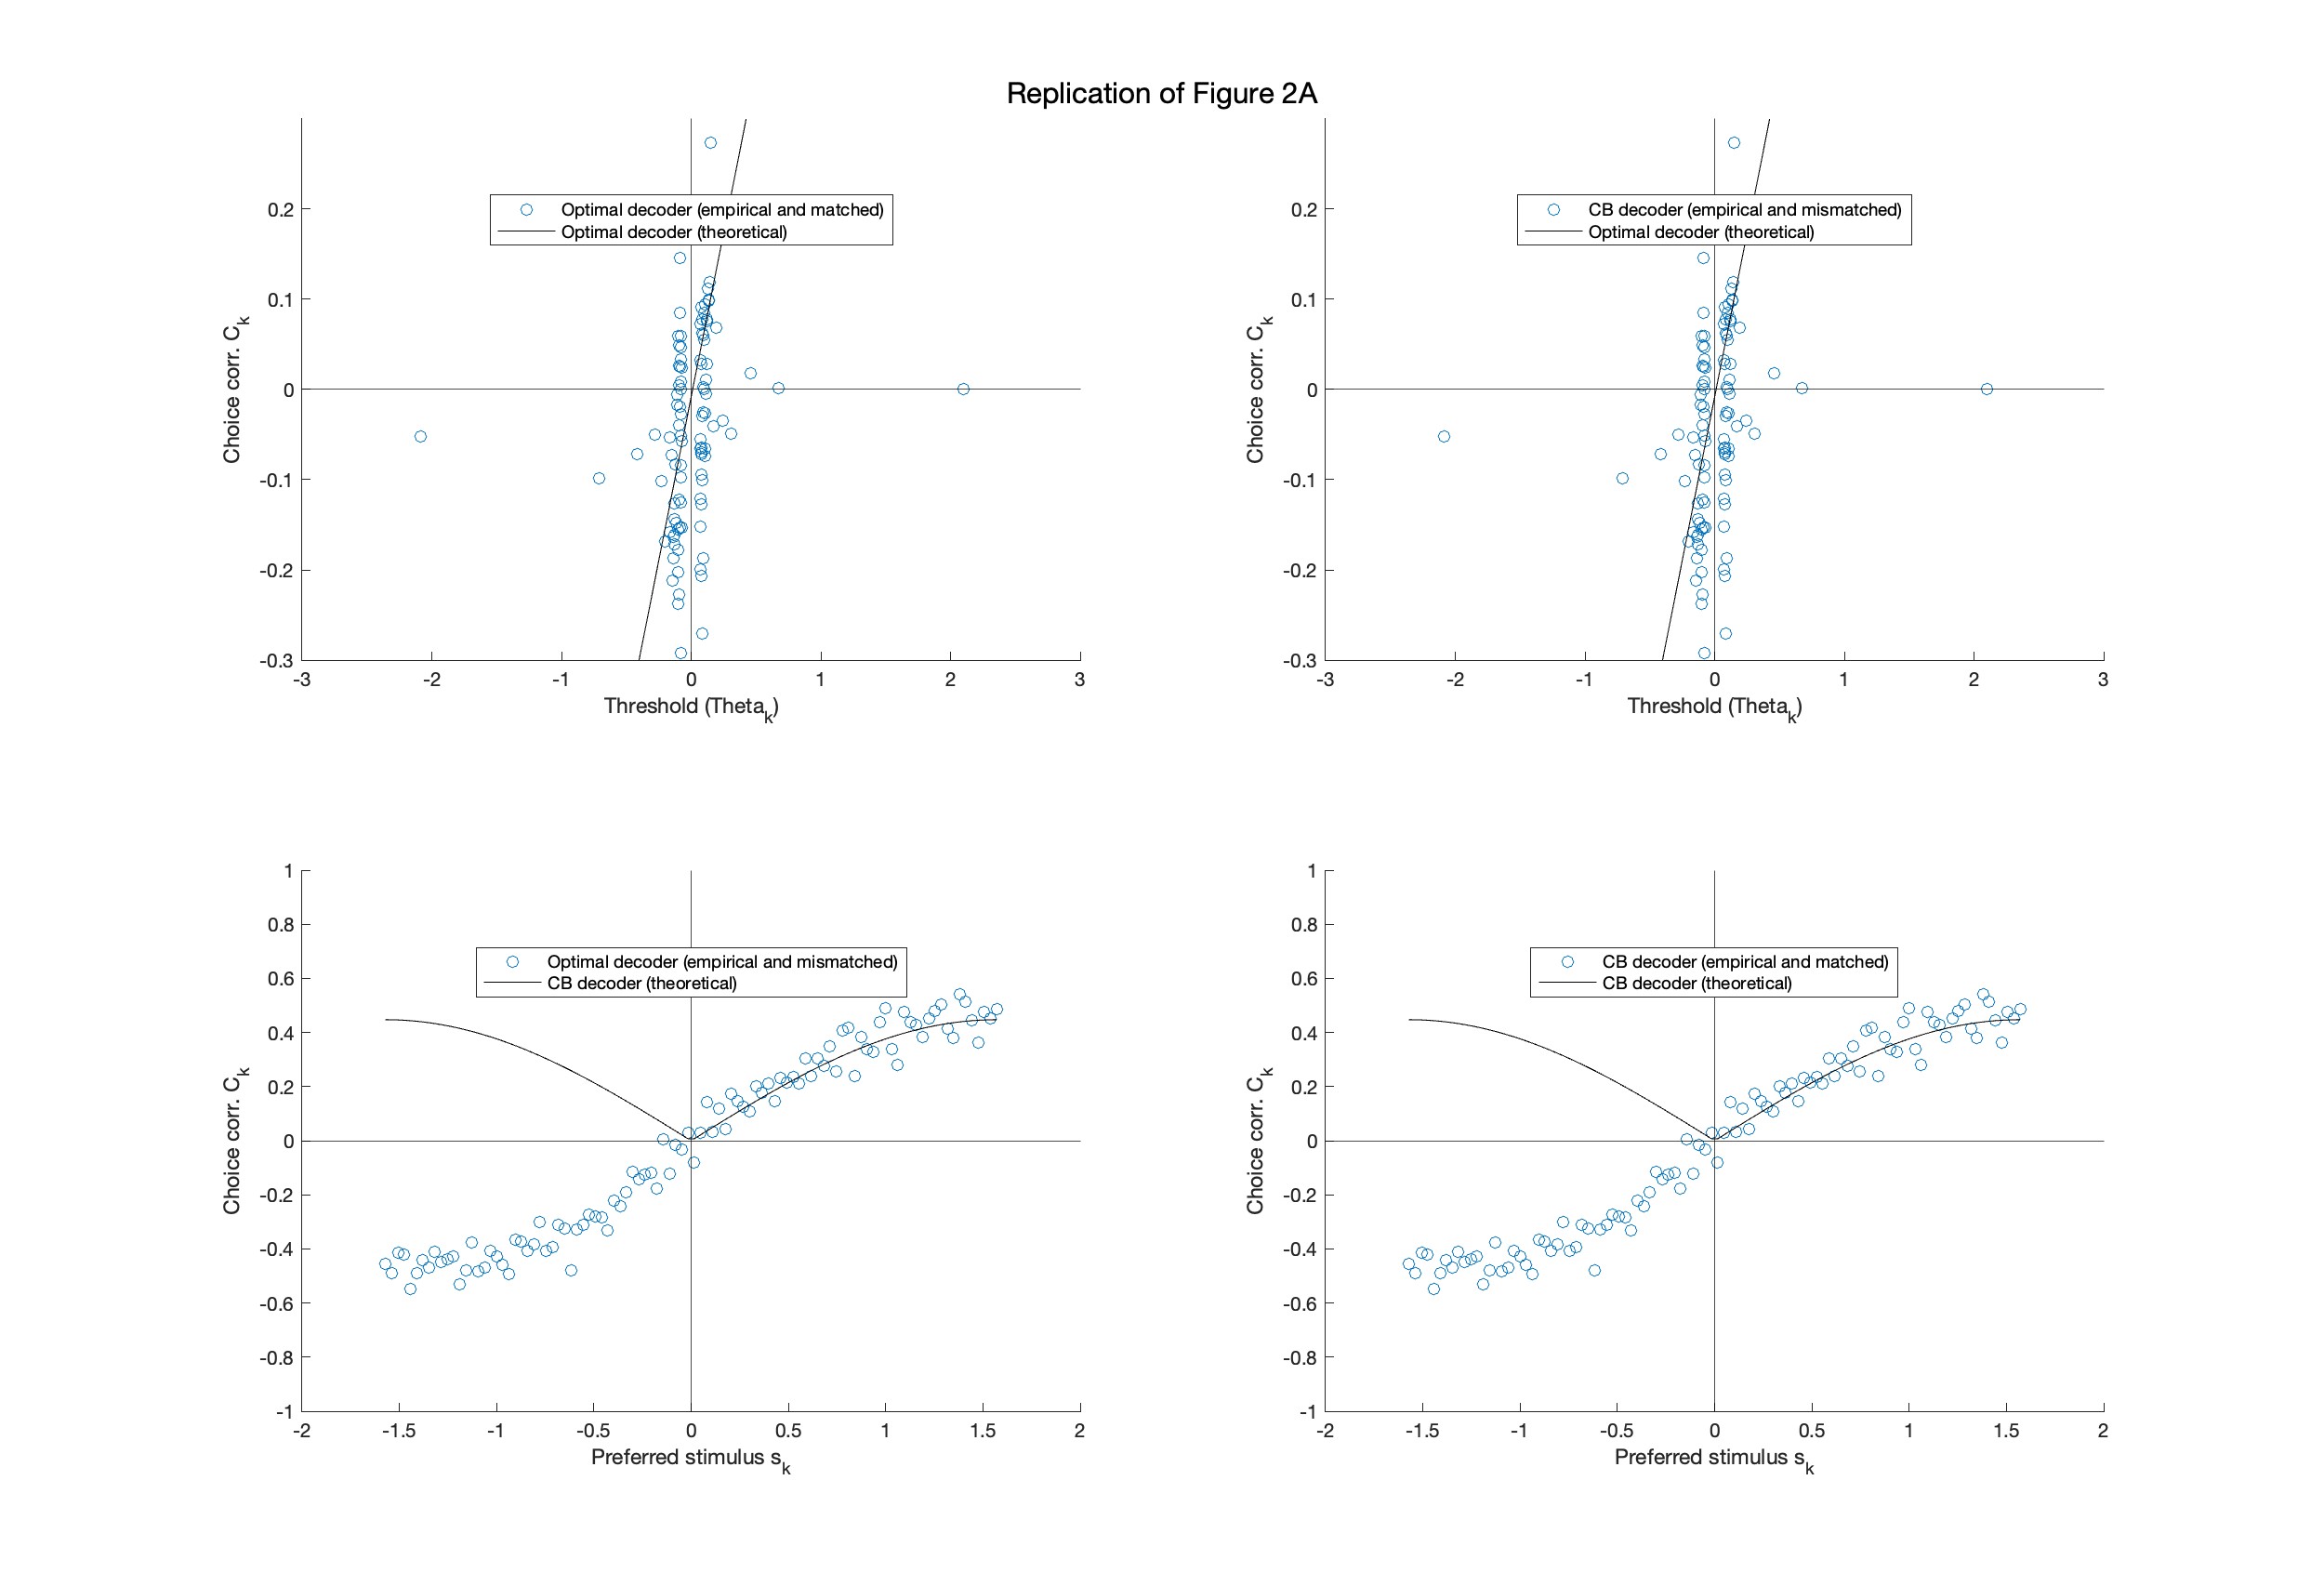 Replication of Figure 2A
Optimal decoder (empirical and matched)
Optimal decoder (theoretical)
0.2
0.1
0
-0.1
-0.2
-0.3
Choice corr. C_k
-3 -2 -1 0 1 2 3
Threshold (Theta_k)
CB decoder (empirical and mismatched)
Optimal decoder (theoretical)
0.2
0.1
0
-0.1
-0.2
-0.3
Choice corr. C_k
-3 -2 -1 0 1 2 3
Threshold (Theta_k)
Optimal decoder (empirical and mismatched)
CB decoder (theoretical)
1
0.8
0.6
0.4
0.2
0
-0.2
-0.4
-0.6
-0.8
-1
Choice corr. C_k
-2 -1.5 -1 -0.5 0 0.5 1 1.5 2
Preferred stimulus s_k
CB decoder (empirical and matched)
CB decoder (theoretical)
1
0.8
0.6
0.4
0.2
0
-0.2
-0.4
-0.6
-0.8
-1
Choice corr. C_k
-2 -1.5 -1 -0.5 0 0.5 1 1.5 2
Preferred stimulus s_k